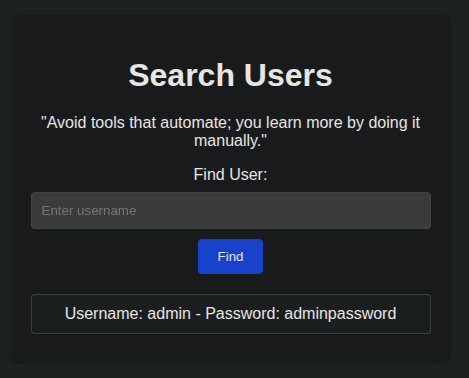 Search Users
"Avoid tools that automate; you learn more by doing it
manually."
Find User:
Enter username
Find
Username: admin - Password: adminpassword